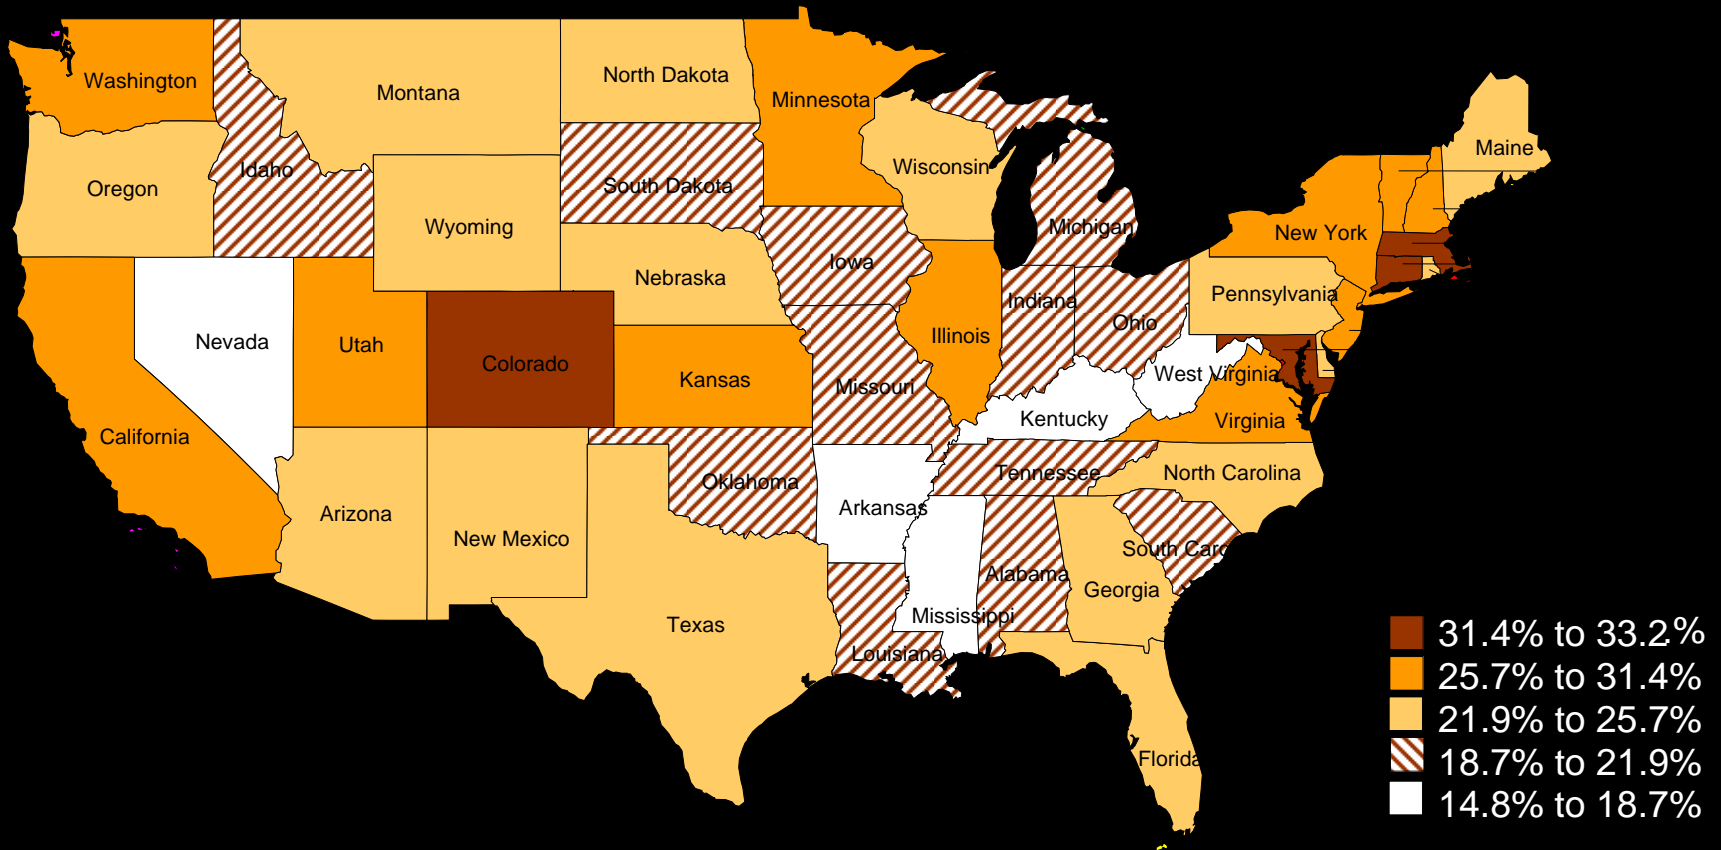 Washington
Montana
North Dakota
Minnesota
Maine
Oregon
Idaho
South Dakota
Wisconsin
Wyoming
Michigan
New York
Iowa
Nebraska
Pennsylvania
Indiana
Ohio
Nevada
Utah
Colorado
Illinois
Kansas
Missouri
West Virginia
California
Kentucky
Virginia
Tennessee
North Carolina
Oklahoma
Arizona
Arkansas
New Mexico
South Caro
Alabama
Georgia
Mississippi
Texas
Louisiana
Florida
31.4% to 33.2%
25.7% to 31.4%
21.9% to 25.7%
18.7% to 21.9%
14.8% to 18.7%